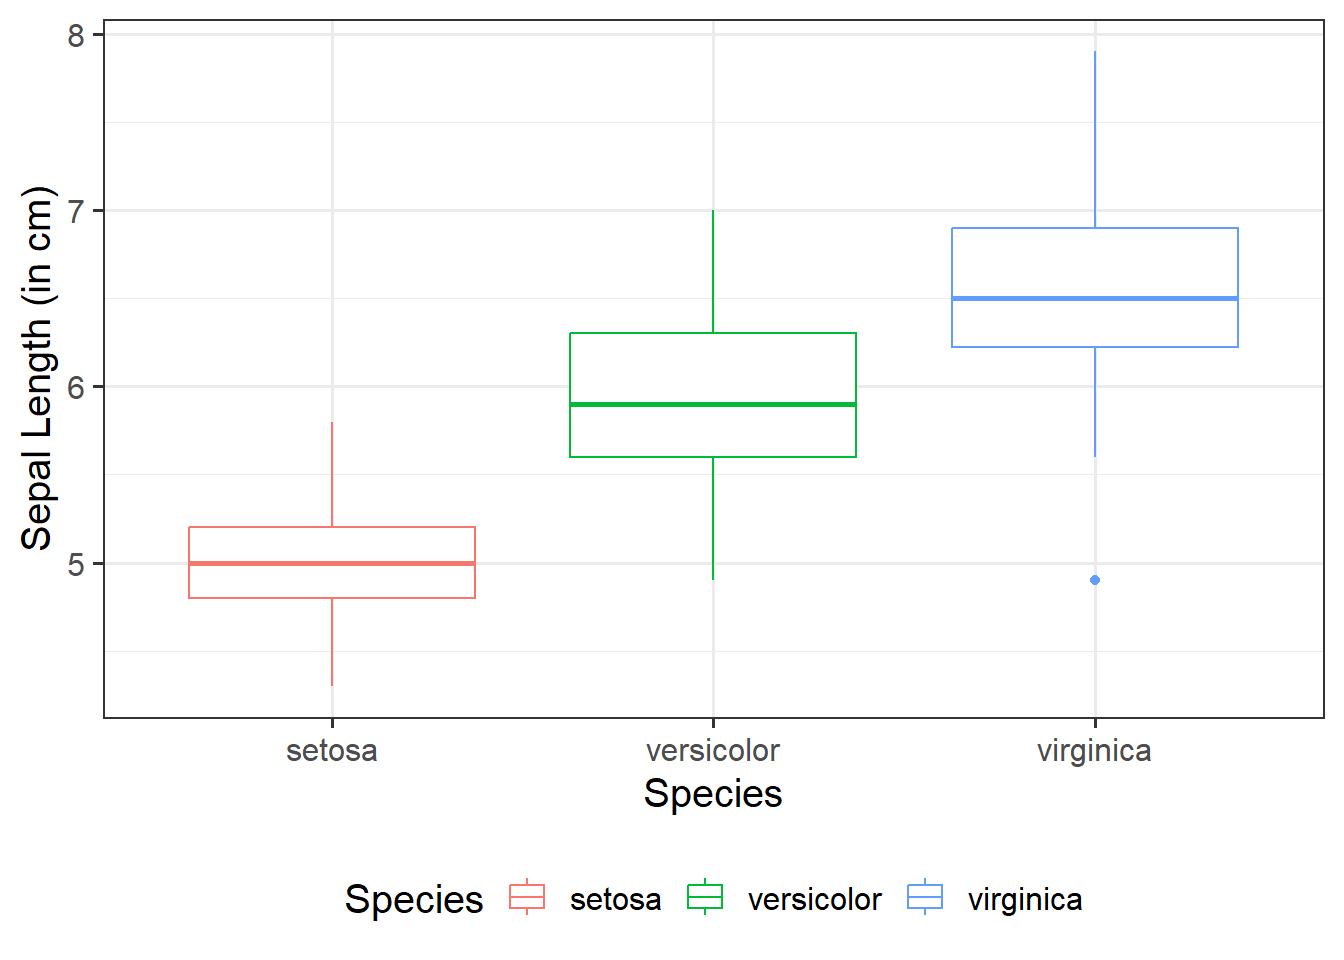 Sepal Length (in cm)
8
7
6
5
setosa versicolor virginica
Species
Species setosa versicolor virginica